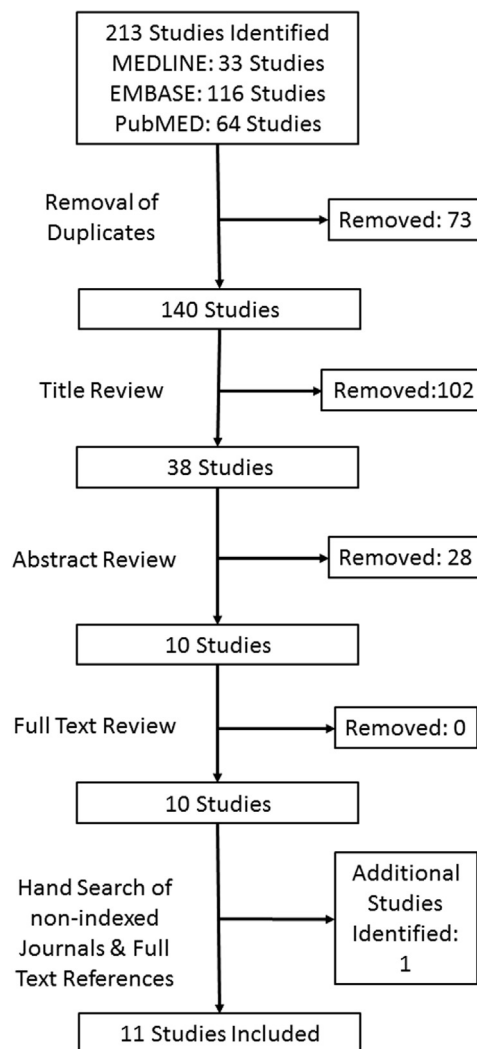 213 Studies Identified
MEDLINE: 33 Studies
EMBASE: 116 Studies
PubMED: 64 Studies
Removal of
Duplicates
Removed: 73
140 Studies
Title Review
Removed:102
38 Studies
Abstract Review
Removed: 28
10 Studies
Full Text Review
Removed: 0
10 Studies
Hand Search of
non-indexed
Journals & Full
Text References
Additional
Studies
Identified:
1
11 Studies Included